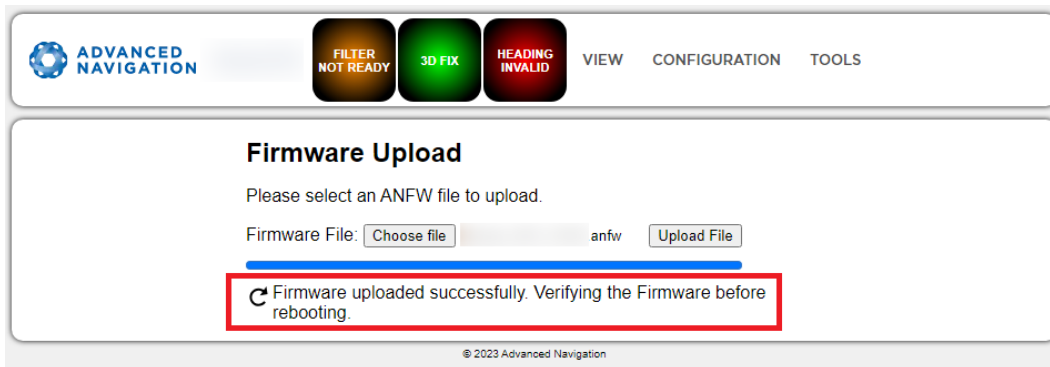 ADVANCED
NAVIGATION
FILTER
NOT READY
3D FIX
HEADING
INVALID
VIEW CONFIGURATION TOOLS
Firmware Upload
Please select an ANFW file to upload.
Firmware File: Choose file anfw Upload File
Firmware uploaded successfully. Verifying the Firmware before
rebooting.
© 2023 Advanced Navigation